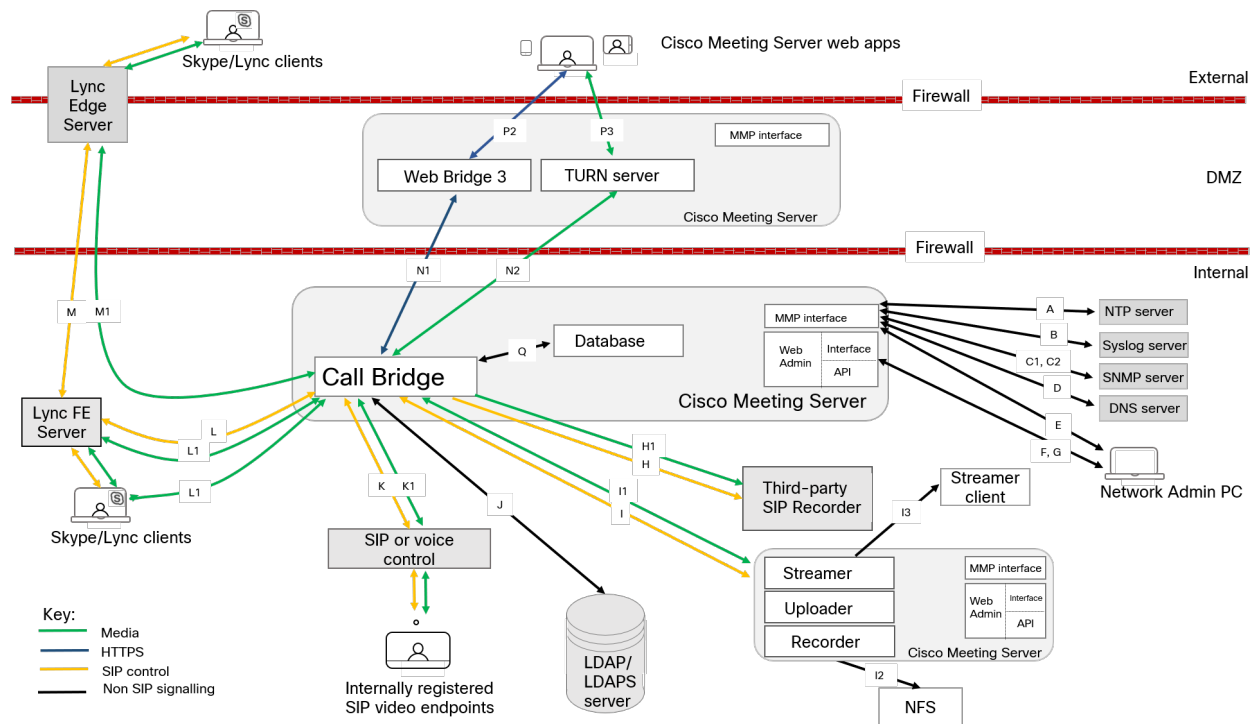 S
Skype/Lync clients
Cisco Meeting Server web apps
External
Lync
Edge
Server
Firewall
P2
P3
MMP interface
Web Bridge 3
TURN server
DMZ
Cisco Meeting Server
Firewall
Internal
N1
N2
M
M1
MMP interface
Web
Admin
Interface
API
A
NTP server
B
Syslog server
C1, C2
SNMP server
D
DNS server
Q
Database
Call Bridge
Cisco Meeting Server
E
F, G
Network Admin PC
Lync FE
Server
L
L1
L1
S
Skype/Lync clients
K
K1
J
H1
H
I1
I
Third-party
SIP Recorder
Streamer
client
I3
SIP or voice
control
Streamer
Uploader
Recorder
MMP interface
Web
Admin
Interface
API
Cisco Meeting Server
I2
NFS
LDAP/
LDAPS
server
Internally registered
SIP video endpoints
Key:
Media
HTTPS
SIP control
Non SIP signalling